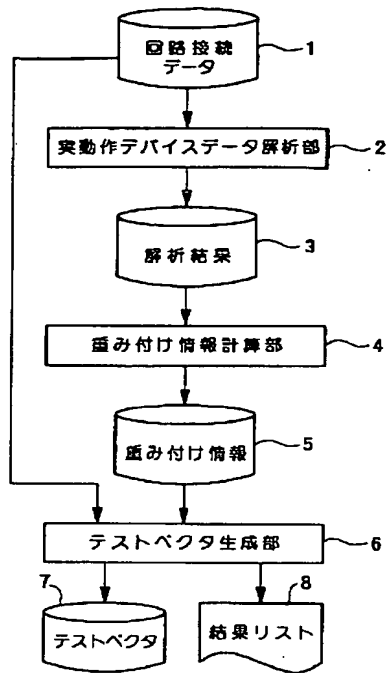 回路接続
データ
1
実動作デバイスデータ解析部
2
解析結果
3
重み付け情報計算部
4
重み付け情報
5
テストベクタ生成部
6
7
テストベクタ
8
結果リスト